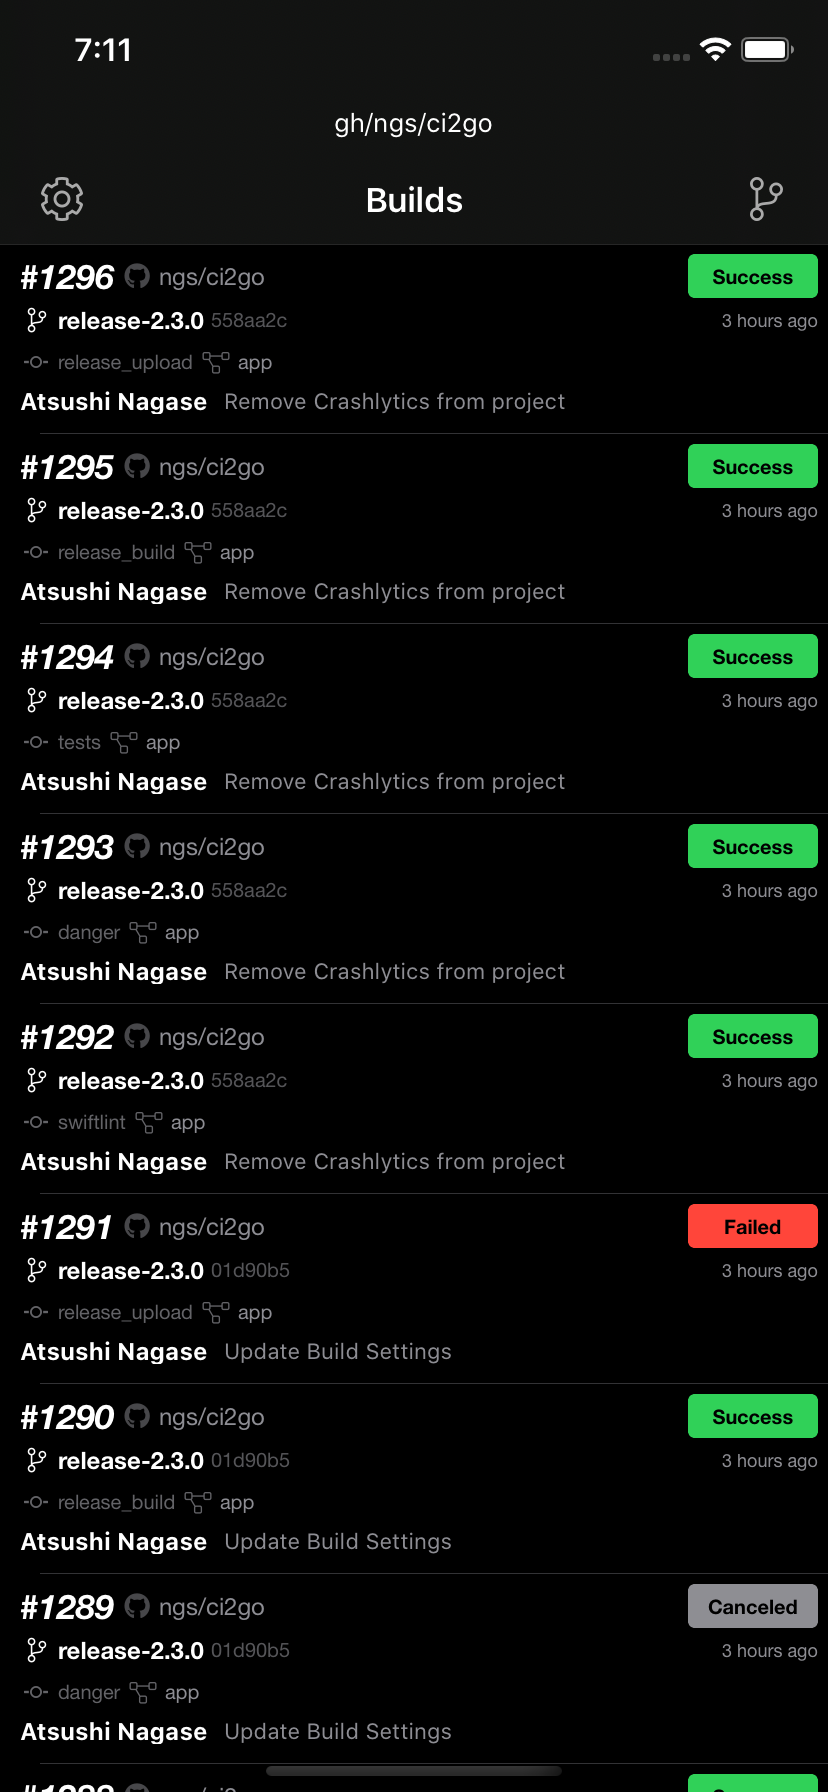 7:11
gh/ngs/ci2go
Builds
#1296 ngs/ci2go Success
release-2.3.0 558aa2c 3 hours ago
release_upload app
Atsushi Nagase Remove Crashlytics from project
#1295 ngs/ci2go Success
release-2.3.0 558aa2c 3 hours ago
release_build app
Atsushi Nagase Remove Crashlytics from project
#1294 ngs/ci2go Success
release-2.3.0 558aa2c 3 hours ago
tests app
Atsushi Nagase Remove Crashlytics from project
#1293 ngs/ci2go Success
release-2.3.0 558aa2c 3 hours ago
danger app
Atsushi Nagase Remove Crashlytics from project
#1292 ngs/ci2go Success
release-2.3.0 558aa2c 3 hours ago
swiftlint app
Atsushi Nagase Remove Crashlytics from project
#1291 ngs/ci2go Failed
release-2.3.0 01d90b5 3 hours ago
release_upload app
Atsushi Nagase Update Build Settings
#1290 ngs/ci2go Success
release-2.3.0 01d90b5 3 hours ago
release_build app
Atsushi Nagase Update Build Settings
#1289 ngs/ci2go Canceled
release-2.3.0 01d90b5 3 hours ago
danger app
Atsushi Nagase Update Build Settings